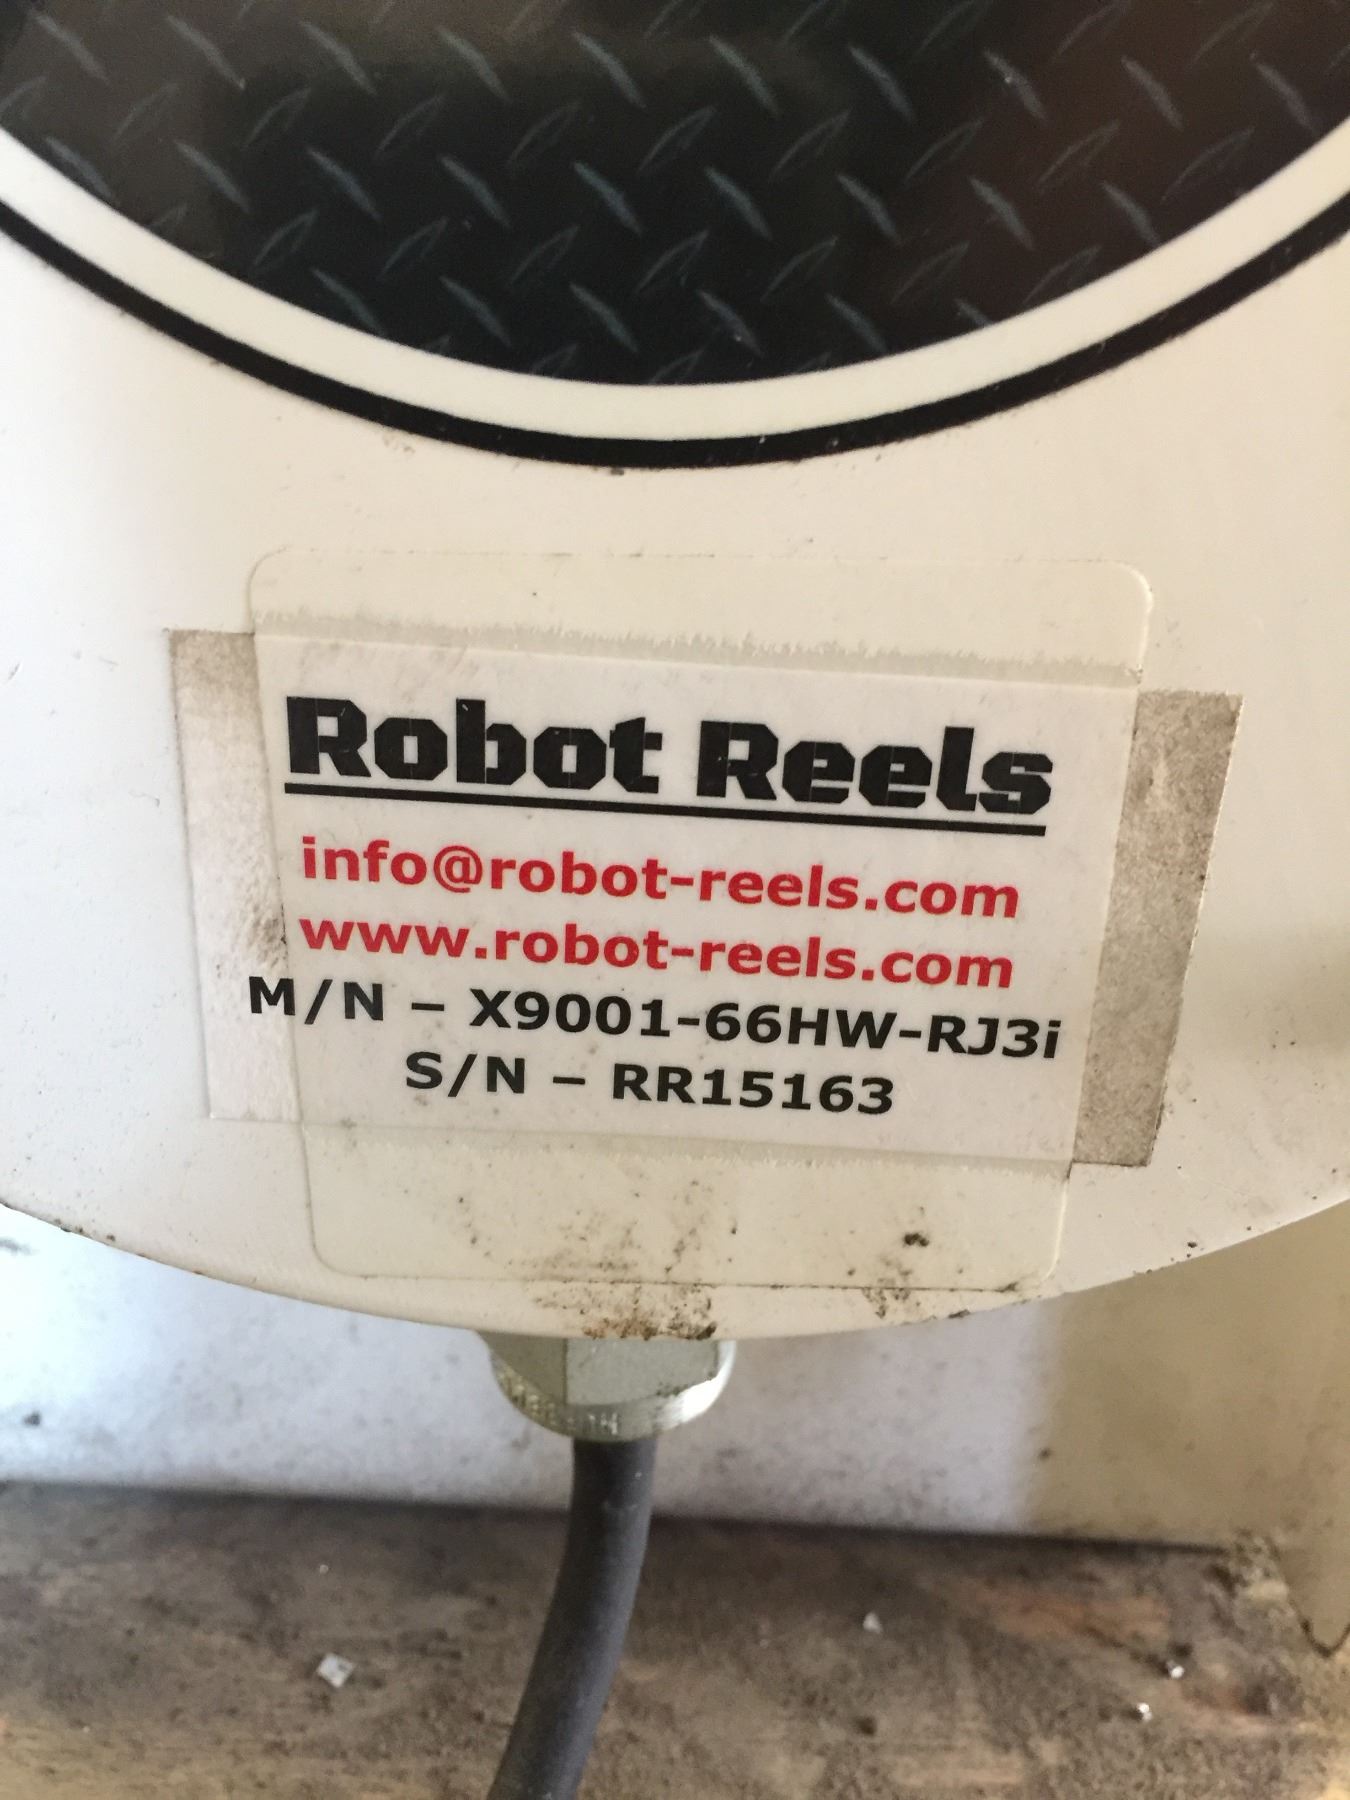 Robot Reels
info@robot-reels.com
www.robot-reels.com
M/N – X9001-66HW-RJ3i
S/N – RR15163